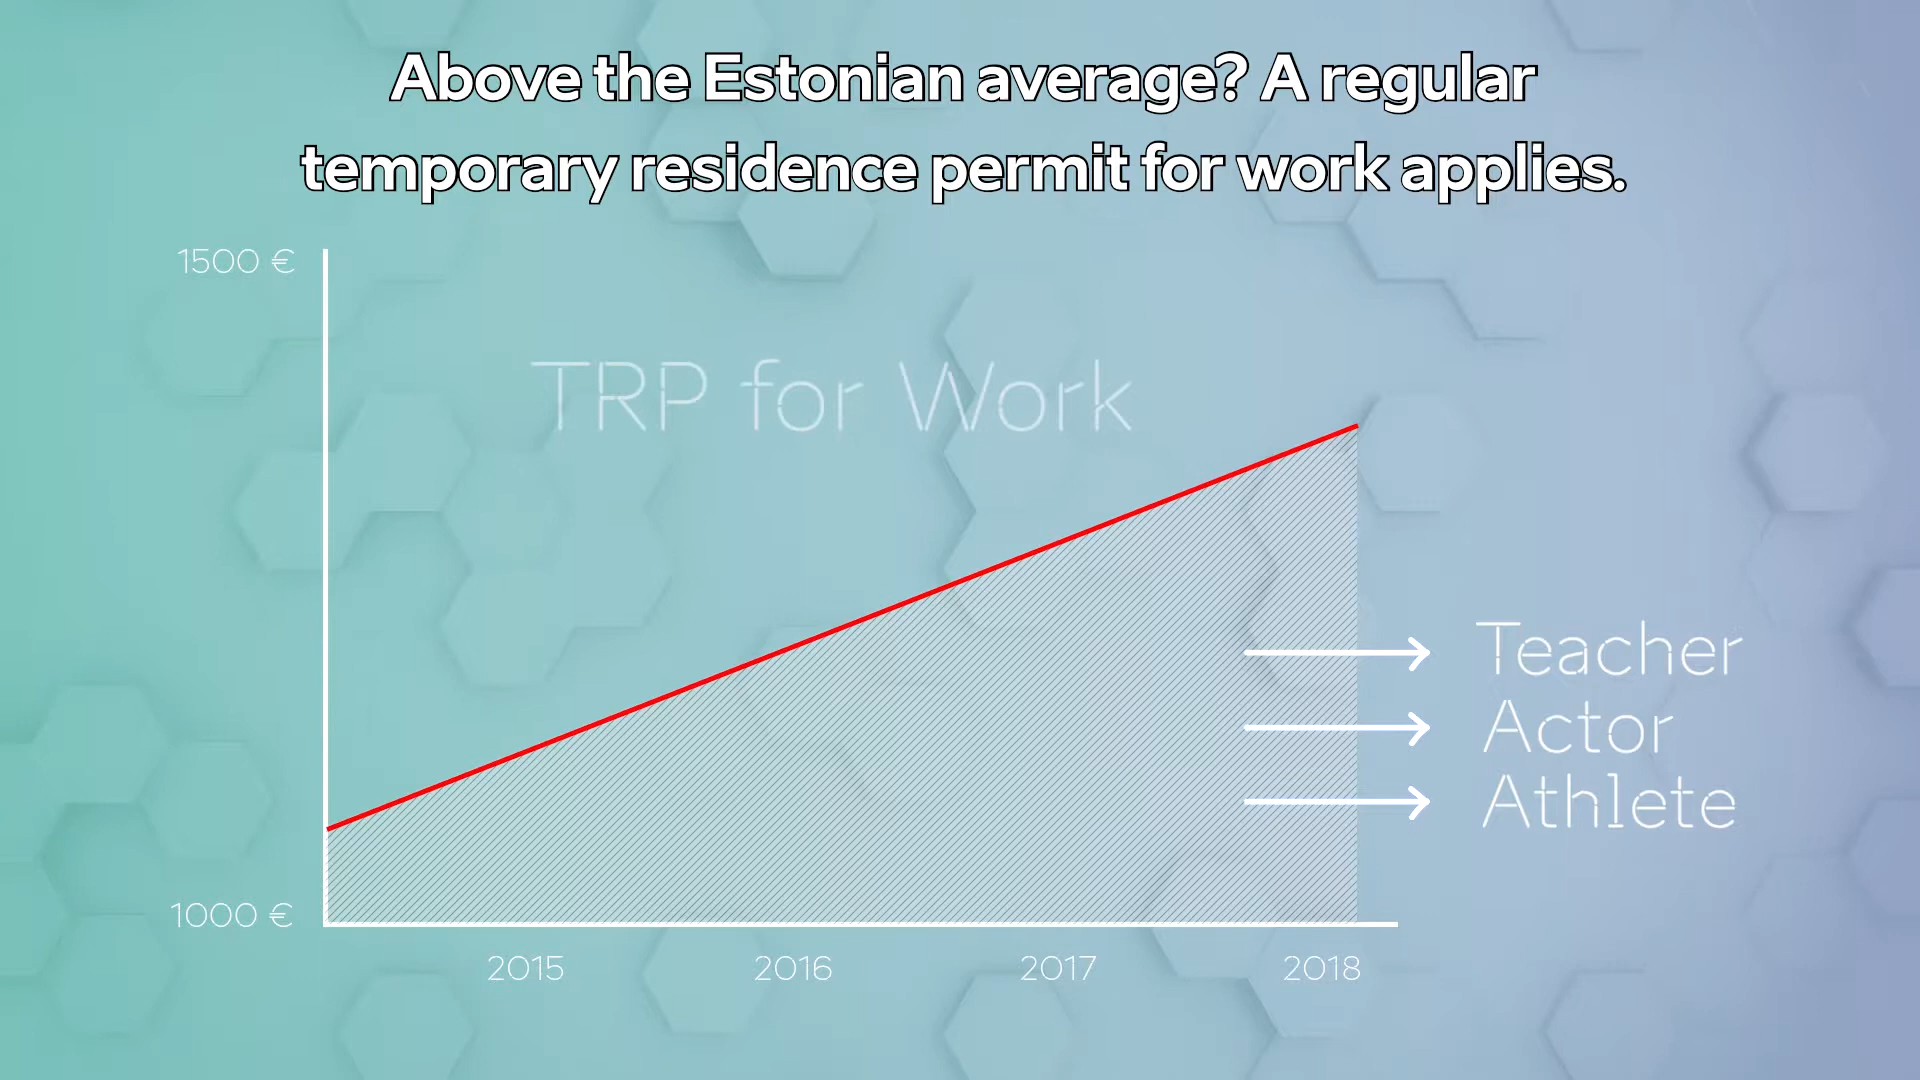 Above the Estonian average? A regular
temporary residence permit for work applies.
1500 €
TRP for Work
Teacher
Actor
Athlete
1000 €
2015 2016 2017 2018